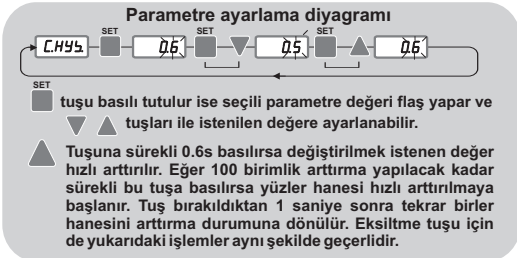 Parametre ayarlama diyagramı
SET SET SET
C.HYS. 0.6 0.5 0.6
SET
tuşu basılı tutulur ise seçili parametre değeri flaş yapar ve
tuşları ile istenilen değere ayarlanabilir.
Tuşuna sürekli 0.6s basılırsa değiştirilmek istenen değer
hızlı arttırılır. Eğer 100 birimlik arttırma yapılacak kadar
sürekli bu tuşa basılırsa yüzler hanesi hızlı arttırılmaya
başlanır. Tuş bırakıldıktan 1 saniye sonra tekrar birler
hanesini arttırma durumuna dönülür. Eksiltme tuşu için
de yukarıdaki işlemler aynı şekilde geçerlidir.